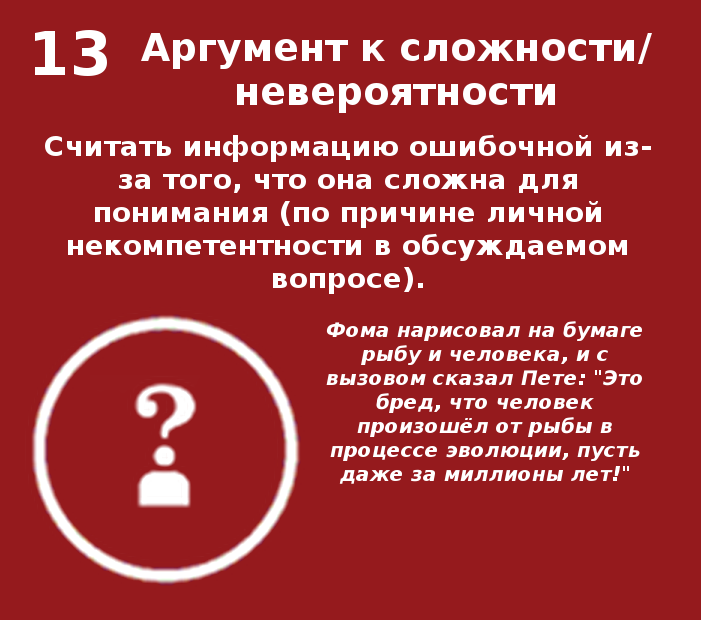 13 Аргумент к сложности/
невероятности
Считать информацию ошибочной из-
за того, что она сложна для
понимания (по причине личной
некомпетентности в обсуждаемом
вопросе).
Фома нарисовал на бумаге
рыбу и человека, и с
вызовом сказал Пете: "Это
бред, что человек
произошёл от рыбы в
процессе эволюции, пусть
даже за миллионы лет!"
?